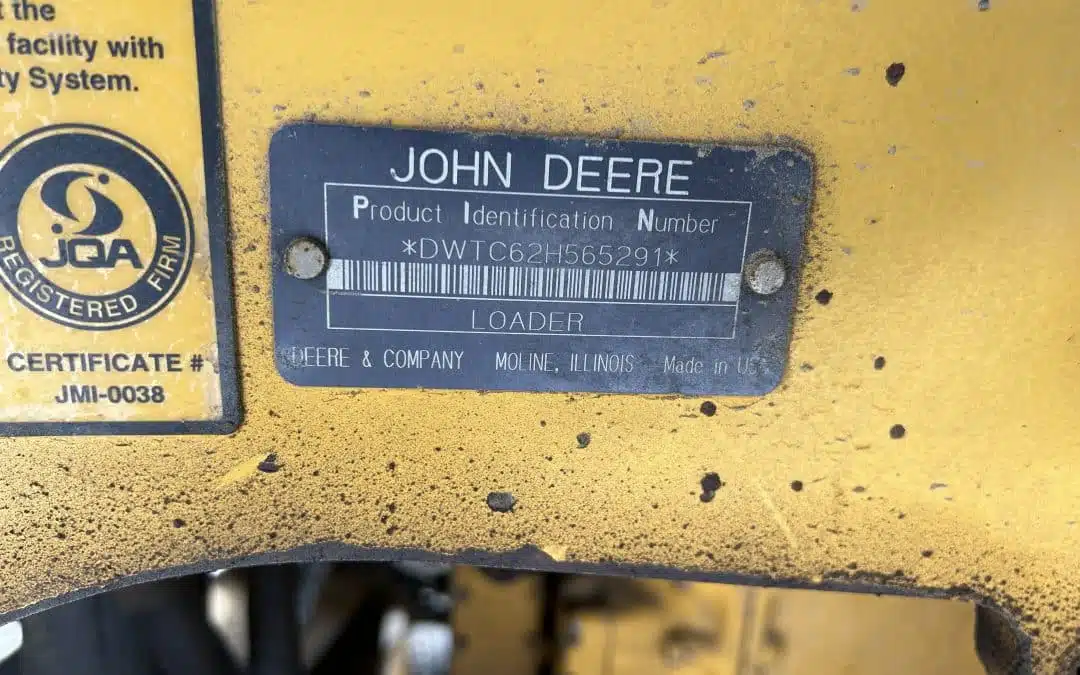 the
facility with
ty System.
JQA
REGISTERED FIRM
CERTIFICATE #
JMI-0038
JOHN DEERE
Product Identification Number
*DWTC62H565291*
LOADER
DEERE & COMPANY MOLINE, ILLINOIS Made in US